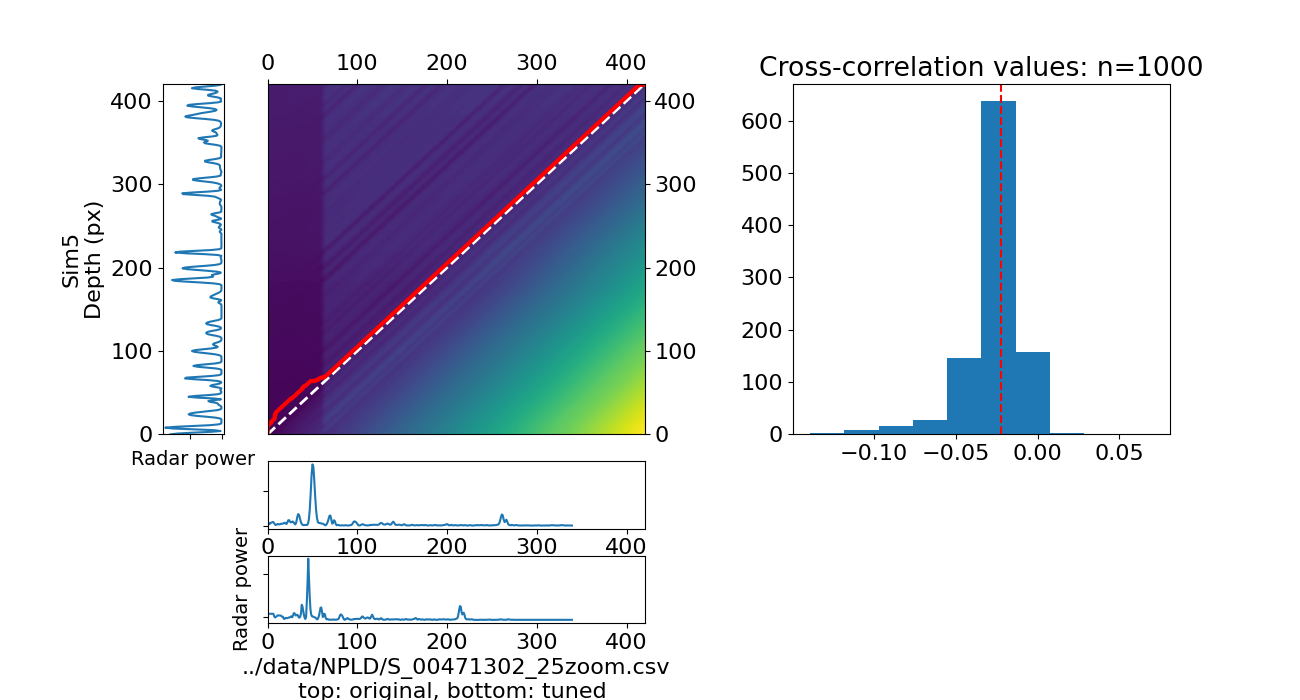 0 100 200 300 400
Cross-correlation values: n=1000
400
300
200
100
0
Sim5
Depth (px)
Radar power
400
300
200
100
0
600
500
400
300
200
100
0
−0.10 −0.05 0.00 0.05
0 100 200 300 400
Radar power
0 100 200 300 400
../data/NPLD/S_00471302_25zoom.csv
top: original, bottom: tuned